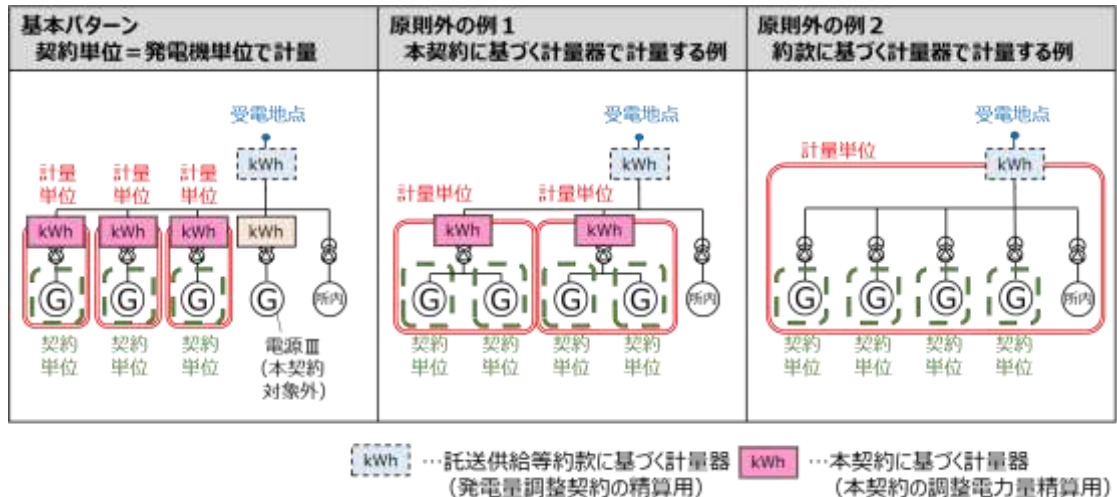 基本パターン
契約単位＝発電機単位で計量
原則外の例１
本契約に基づく計量器で計量する例
原則外の例２
約款に基づく計量器で計量する例
受電地点
kWh
計量
単位
計量
単位
計量
単位
kWh
kWh
kWh
kWh
G
G
G
G
所内
契約
単位
契約
単位
契約
単位
電源Ⅲ
（本契約
対象外）
受電地点
kWh
計量単位
計量単位
kWh
kWh
G
G
G
G
所内
契約
単位
契約
単位
契約
単位
契約
単位
受電地点
計量単位
kWh
G
G
G
G
所内
契約
単位
契約
単位
契約
単位
契約
単位
kWh …託送供給等約款に基づく計量器
（発電量調整契約の精算用）
kWh …本契約に基づく計量器
（本契約の調整電力量精算用）